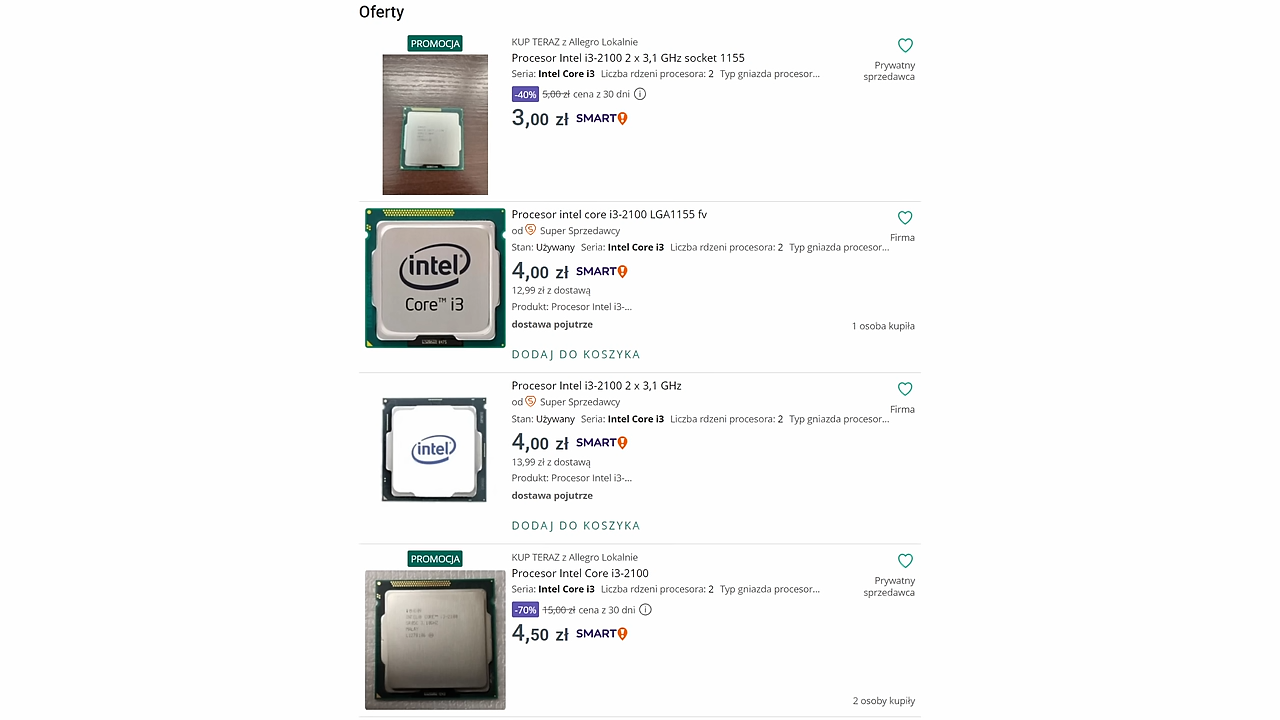 Oferty
PROMOCJA
KUP TERAZ z Allegro Lokalnie
Procesor Intel i3-2100 2 x 3,1 GHz socket 1155
Seria: Intel Core i3 Liczba rdzeni procesora: 2 Typ gniazda procesor...
-40% 5,00 zł cena z 30 dni
3,00 zł SMART!
Prywatny
sprzedawca
intel
Core™ i3
Procesor intel core i3-2100 LGA1155 fv
od Super Sprzedawcy
Stan: Używany Seria: Intel Core i3 Liczba rdzeni procesora: 2 Typ gniazda procesor...
4,00 zł SMART!
12,99 zł z dostawą
Produkt: Procesor Intel i3-...
dostawa pojutrze
DODAJ DO KOSZYKA
Firma
1 osoba kupiła
intel
Procesor Intel i3-2100 2 x 3,1 GHz
od Super Sprzedawcy
Stan: Używany Seria: Intel Core i3 Liczba rdzeni procesora: 2 Typ gniazda procesor...
4,00 zł SMART!
13,99 zł z dostawą
Produkt: Procesor Intel i3-...
dostawa pojutrze
DODAJ DO KOSZYKA
Firma
PROMOCJA
KUP TERAZ z Allegro Lokalnie
Procesor Intel Core i3-2100
Seria: Intel Core i3 Liczba rdzeni procesora: 2 Typ gniazda procesor...
-70% 15,00 zł cena z 30 dni
4,50 zł SMART!
Prywatny
sprzedawca
2 osoby kupiły